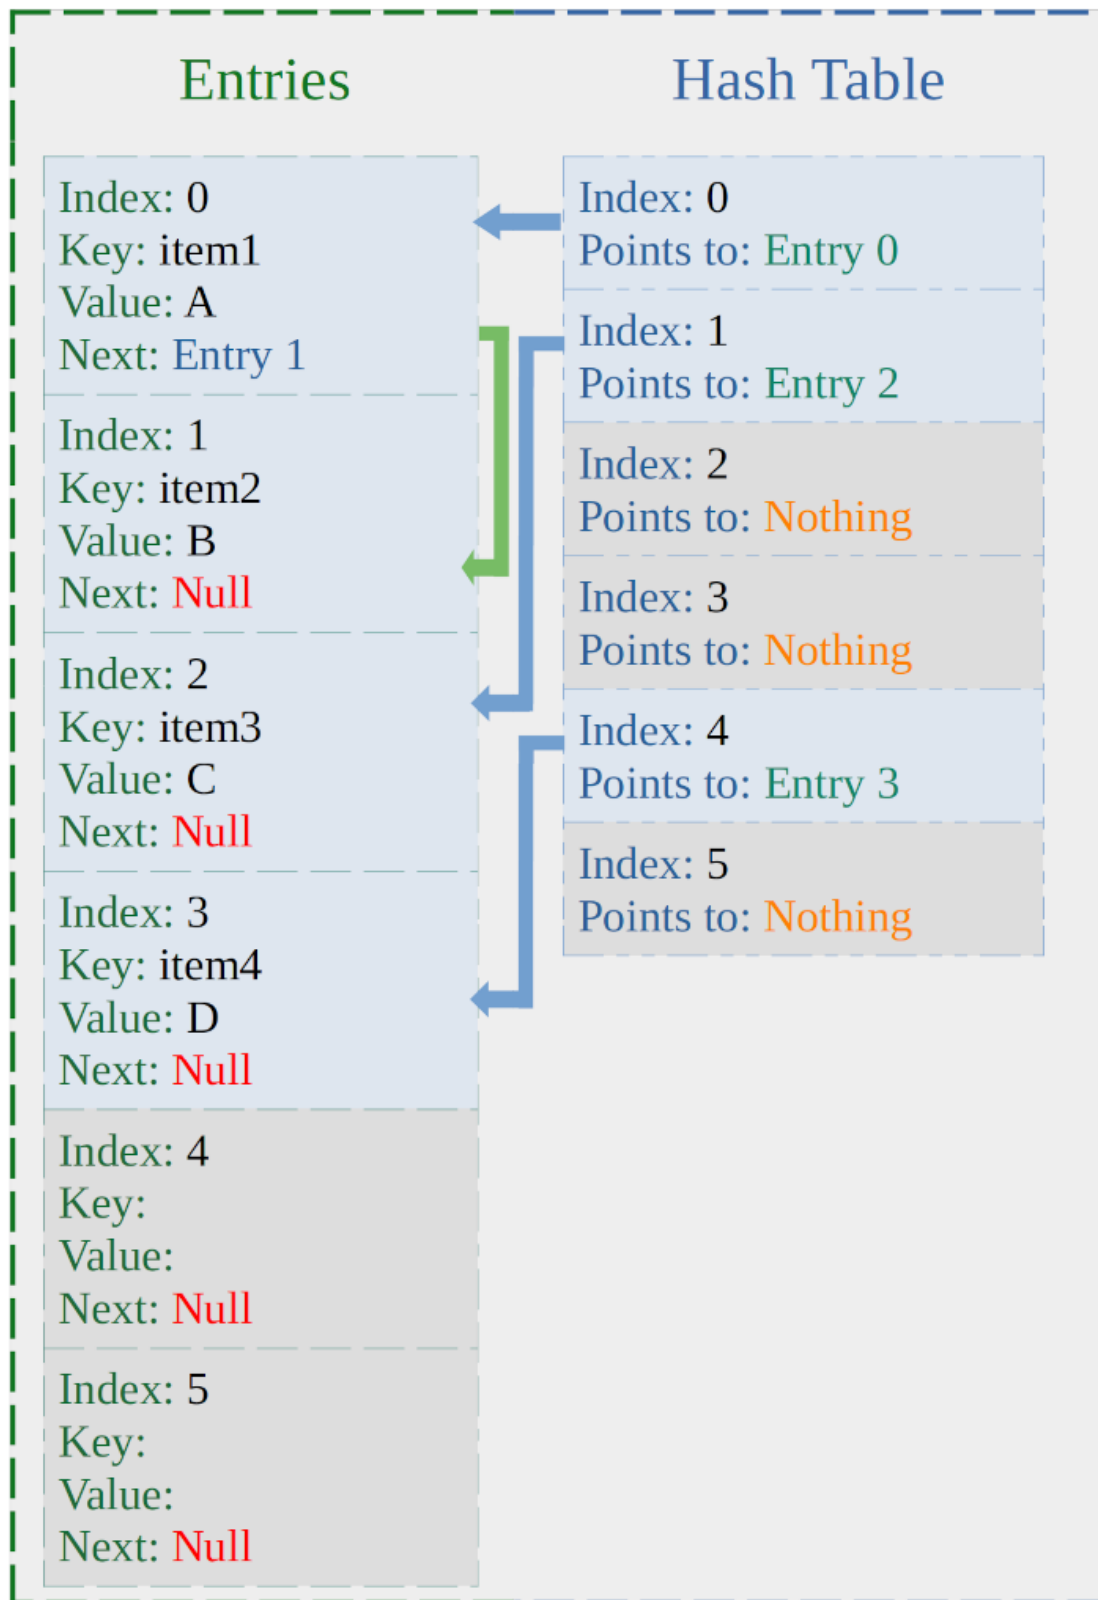 Entries
Index: 0
Key: item1
Value: A
Next: Entry 1
Index: 1
Key: item2
Value: B
Next: Null
Index: 2
Key: item3
Value: C
Next: Null
Index: 3
Key: item4
Value: D
Next: Null
Index: 4
Key:
Value:
Next: Null
Index: 5
Key:
Value:
Next: Null
Hash Table
Index: 0
Points to: Entry 0
Index: 1
Points to: Entry 2
Index: 2
Points to: Nothing
Index: 3
Points to: Nothing
Index: 4
Points to: Entry 3
Index: 5
Points to: Nothing